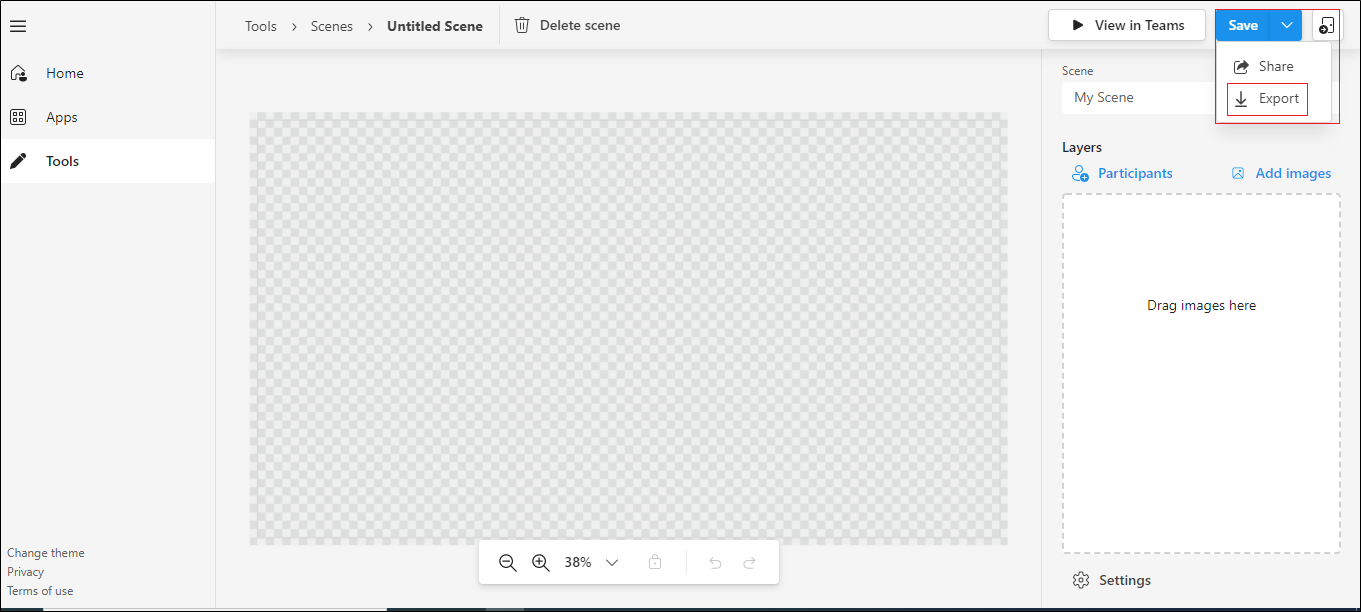 Home
Apps
Tools
Change theme
Privacy
Terms of use
Tools > Scenes > Untitled Scene
Delete scene
View in Teams
Save
Share
Export
Scene
My Scene
Layers
Participants
Add images
Drag images here
Settings
38%